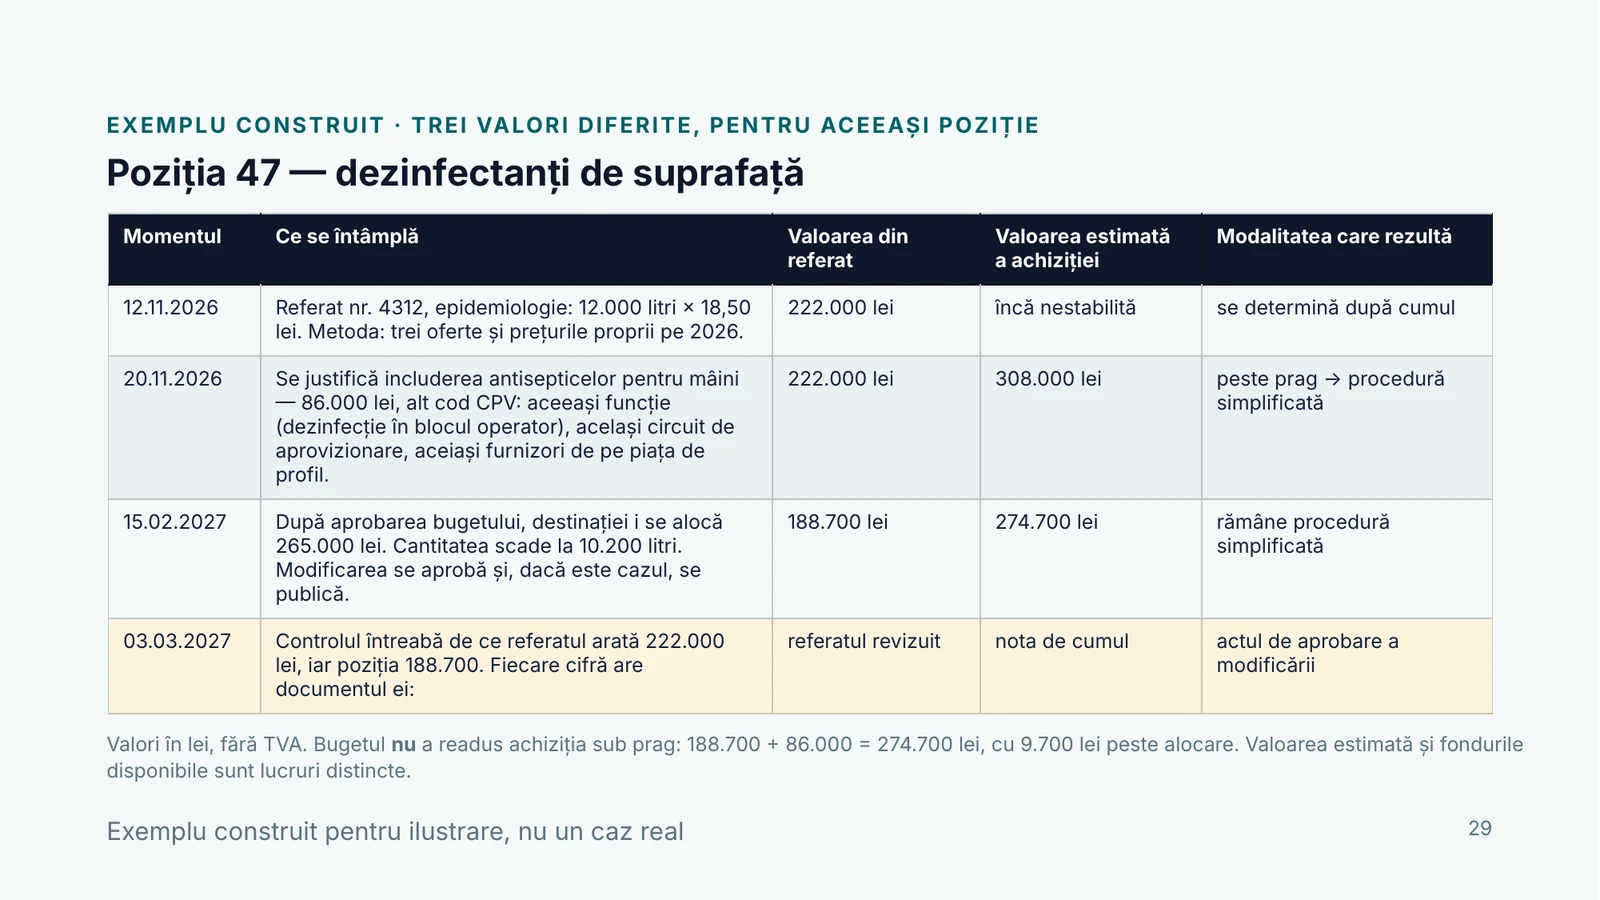 EXEMPLU CONSTRUIT · TREI VALORI DIFERITE, PENTRU ACEEAȘI POZIȚIE
Poziția 47 — dezinfectanți de suprafață
Momentul
Ce se întâmplă
Valoarea din
referat
Valoarea estimată
a achiziției
Modalitatea care rezultă
12.11.2026
Referat nr. 4312, epidemiologie: 12.000 litri × 18,50
lei. Metoda: trei oferte și prețurile proprii pe 2026.
222.000 lei
încă nestabilită
se determină după cumul
20.11.2026
Se justifică includerea antisepticelor pentru mâini
— 86.000 lei, alt cod CPV: aceeași funcție
(dezinfecție în blocul operator), același circuit de
aprovizionare, aceiași furnizori de pe piața de
profil.
222.000 lei
308.000 lei
peste prag → procedură
simplificată
15.02.2027
După aprobarea bugetului, destinației i se alocă
265.000 lei. Cantitatea scade la 10.200 litri.
Modificarea se aprobă și, dacă este cazul, se
publică.
188.700 lei
274.700 lei
rămâne procedură
simplificată
03.03.2027
Controlul întreabă de ce referatul arată 222.000
lei, iar poziția 188.700. Fiecare cifră are
documentul ei:
referatul revizuit
nota de cumul
actul de aprobare a
modificării
Valori în lei, fără TVA. Bugetul nu a readus achiziția sub prag: 188.700 + 86.000 = 274.700 lei, cu 9.700 lei peste alocare. Valoarea estimată și fondurile
disponibile sunt lucruri distincte.
Exemplu construit pentru ilustrare, nu un caz real
29